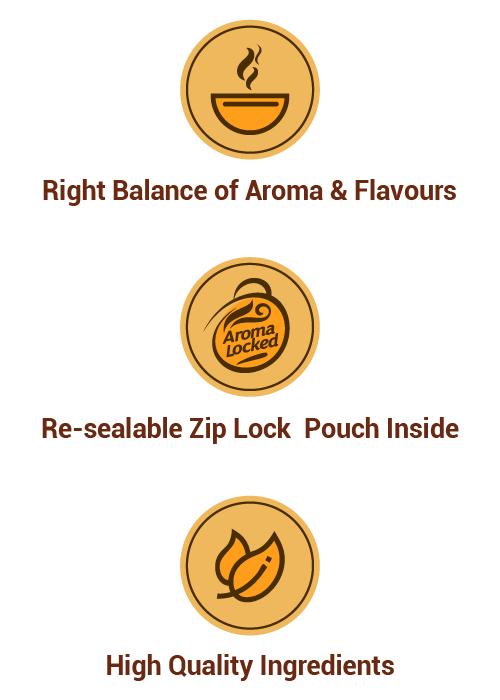 Right Balance of Aroma & Flavours
Aroma
Locked
Re-sealable Zip Lock  Pouch Inside
High Quality Ingredients